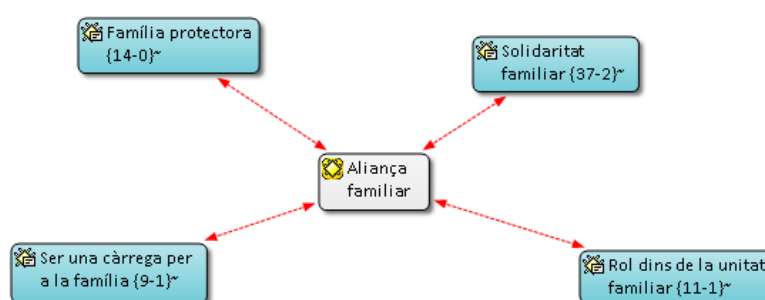 Família protectora
{14-0}~
Solidaritat
familiar {37-2}~
Aliança
familiar
Ser una càrrega per
a la família {9-1}~
Rol dins de la unitat
familiar {11-1}~